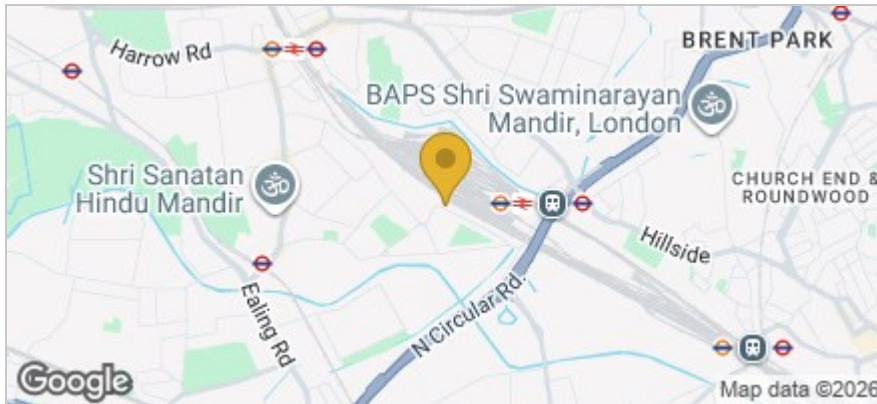 Harrow Rd
BRENT PARK
BAPS Shri Swaminarayan
Mandir, London
Shri Sanatan
Hindu Mandir
CHURCH END &
ROUNDWOOD
Hillside
N Circular Rd.
Ealing Rd
Google
Map data ©2026